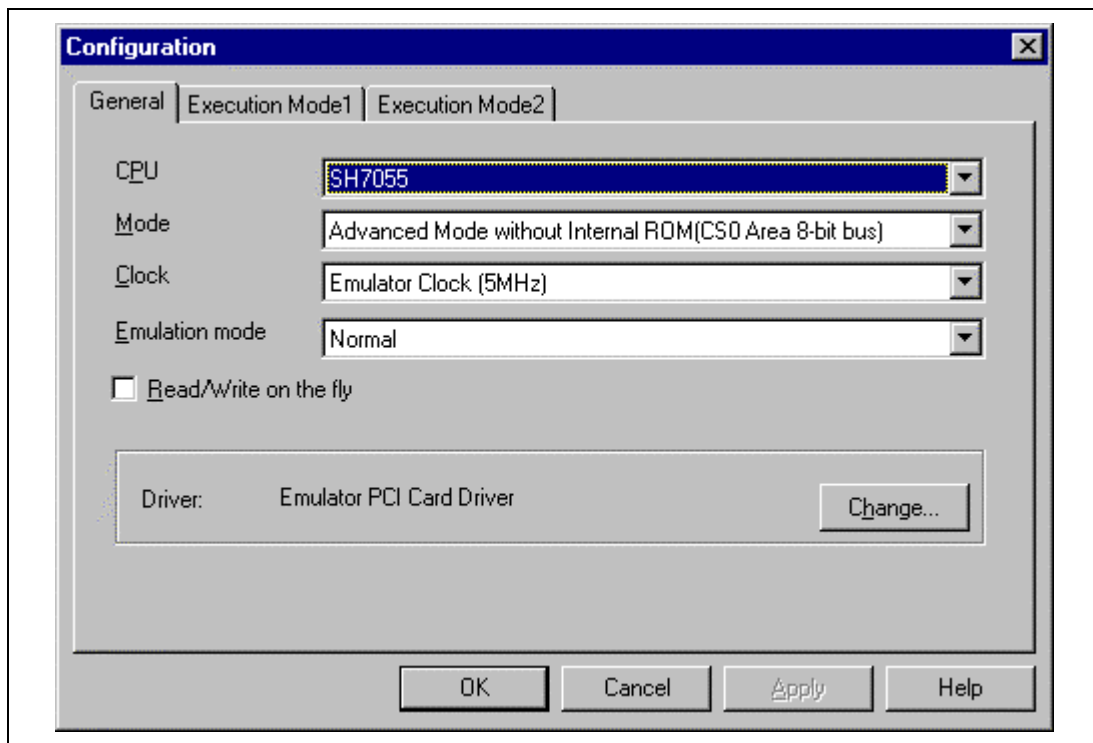 Configuration
General Execution Mode1 Execution Mode2
CPU SH7055
Mode Advanced Mode without Internal ROM(CS0 Area 8-bit bus)
Clock Emulator Clock (5MHz)
Emulation mode Normal
Read/Write on the fly
Driver: Emulator PCI Card Driver Change...
OK Cancel Apply Help